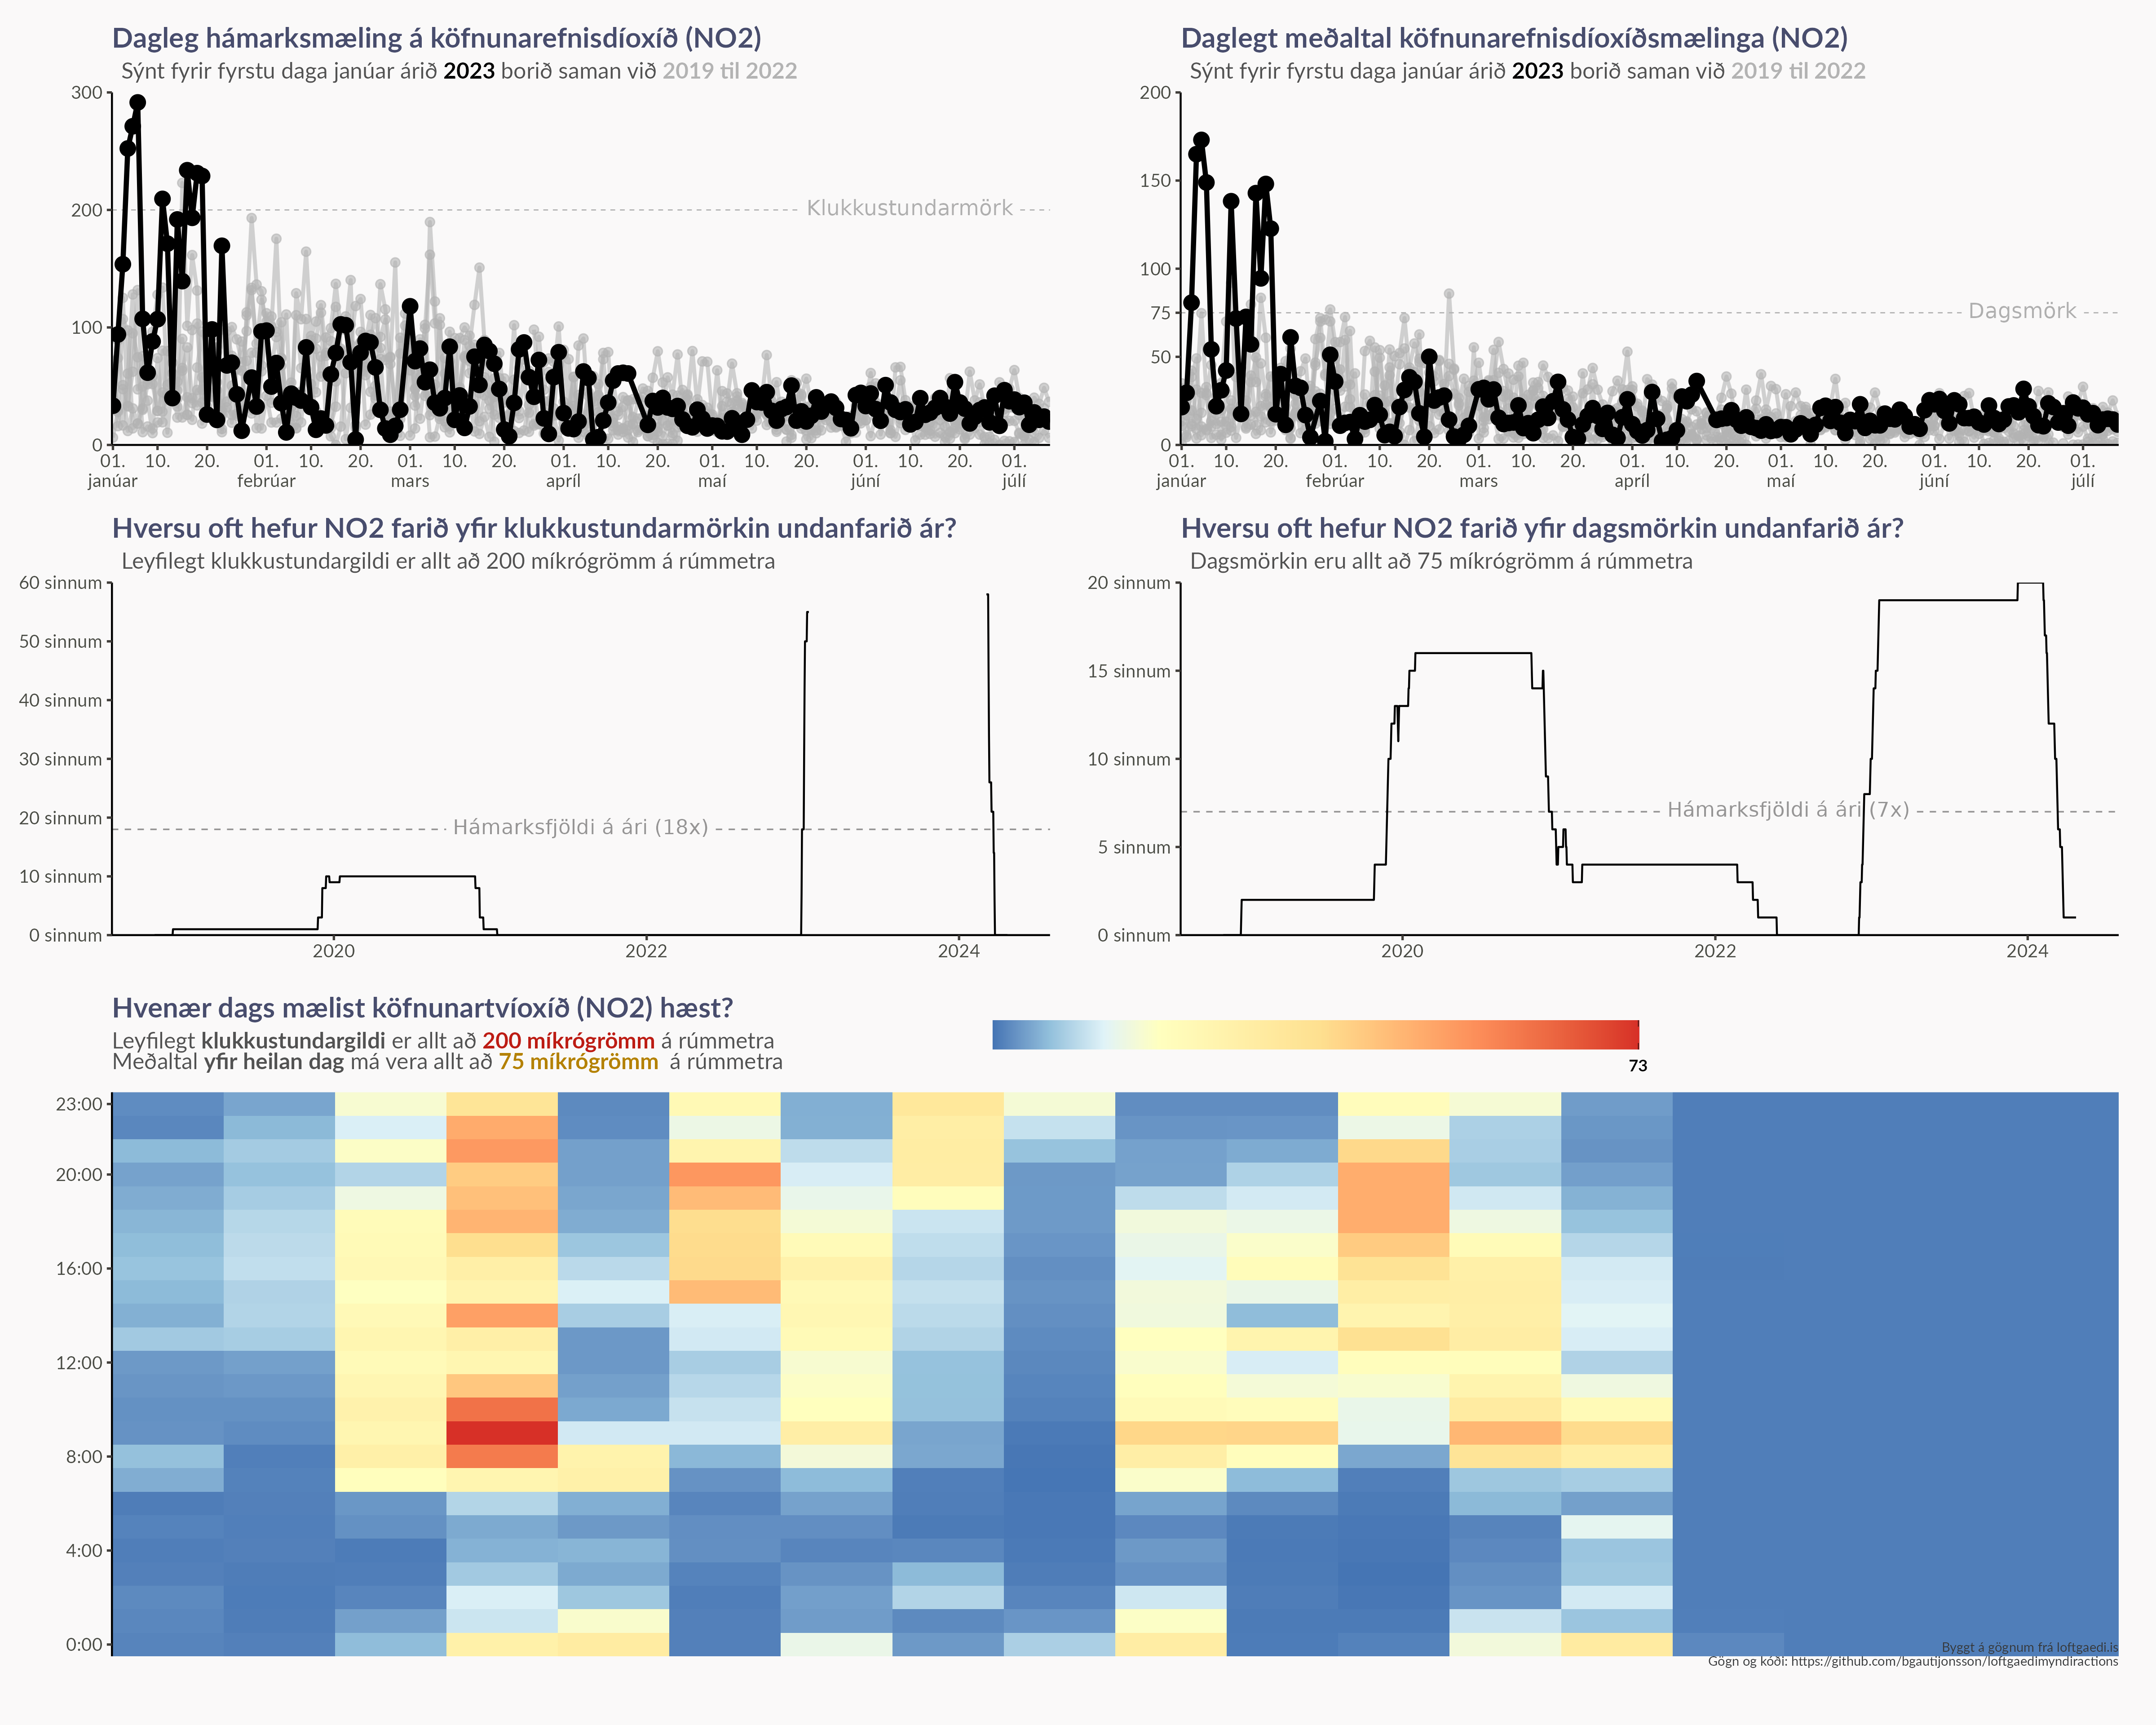 Dagleg hámarksmæling á köfnunarefnisdíoxíð (NO2)
Sýnt fyrir fyrstu daga janúar árið 2023 borið saman við 2019 til 2022
300
200
100
0
Klukkustundarmörk
01. 10. 20. 01. 10. 20. 01. 10. 20. 01. 10. 20. 01. 10. 20. 01. 10. 20. 01.
janúar febrúar mars apríl maí júní júlí
Daglegt meðaltal köfnunarefnisdíoxíðsmælinga (NO2)
Sýnt fyrir fyrstu daga janúar árið 2023 borið saman við 2019 til 2022
200
150
100
75
50
0
Dagsmörk
01. 10. 20. 01. 10. 20. 01. 10. 20. 01. 10. 20. 01. 10. 20. 01. 10. 20. 01.
janúar febrúar mars apríl maí júní júlí
Hversu oft hefur NO2 farið yfir klukkustundarmörkin undanfarið ár?
Leyfilegt klukkustundargildi er allt að 200 míkrógrömm á rúmmetra
60 sinnum
50 sinnum
40 sinnum
30 sinnum
20 sinnum
10 sinnum
0 sinnum
Hámarksfjöldi á ári (18x)
2020 2022 2024
Hversu oft hefur NO2 farið yfir dagsmörkin undanfarið ár?
Dagsmörkin eru allt að 75 míkrógrömm á rúmmetra
20 sinnum
15 sinnum
10 sinnum
5 sinnum
0 sinnum
Hámarksfjöldi á ári (7x)
2020 2022 2024
Hvenær dags mælist köfnunartvíoxíð (NO2) hæst?
Leyfilegt klukkustundargildi er allt að 200 míkrógrömm á rúmmetra
Meðaltal yfir heilan dag má vera allt að 75 míkrógrömm á rúmmetra
73
23:00
20:00
16:00
12:00
8:00
4:00
0:00
Byggt á gögnum frá loftgaedi.is
Gögn og kóði: https://github.com/bgautijonsson/loftgaedimyndiractions